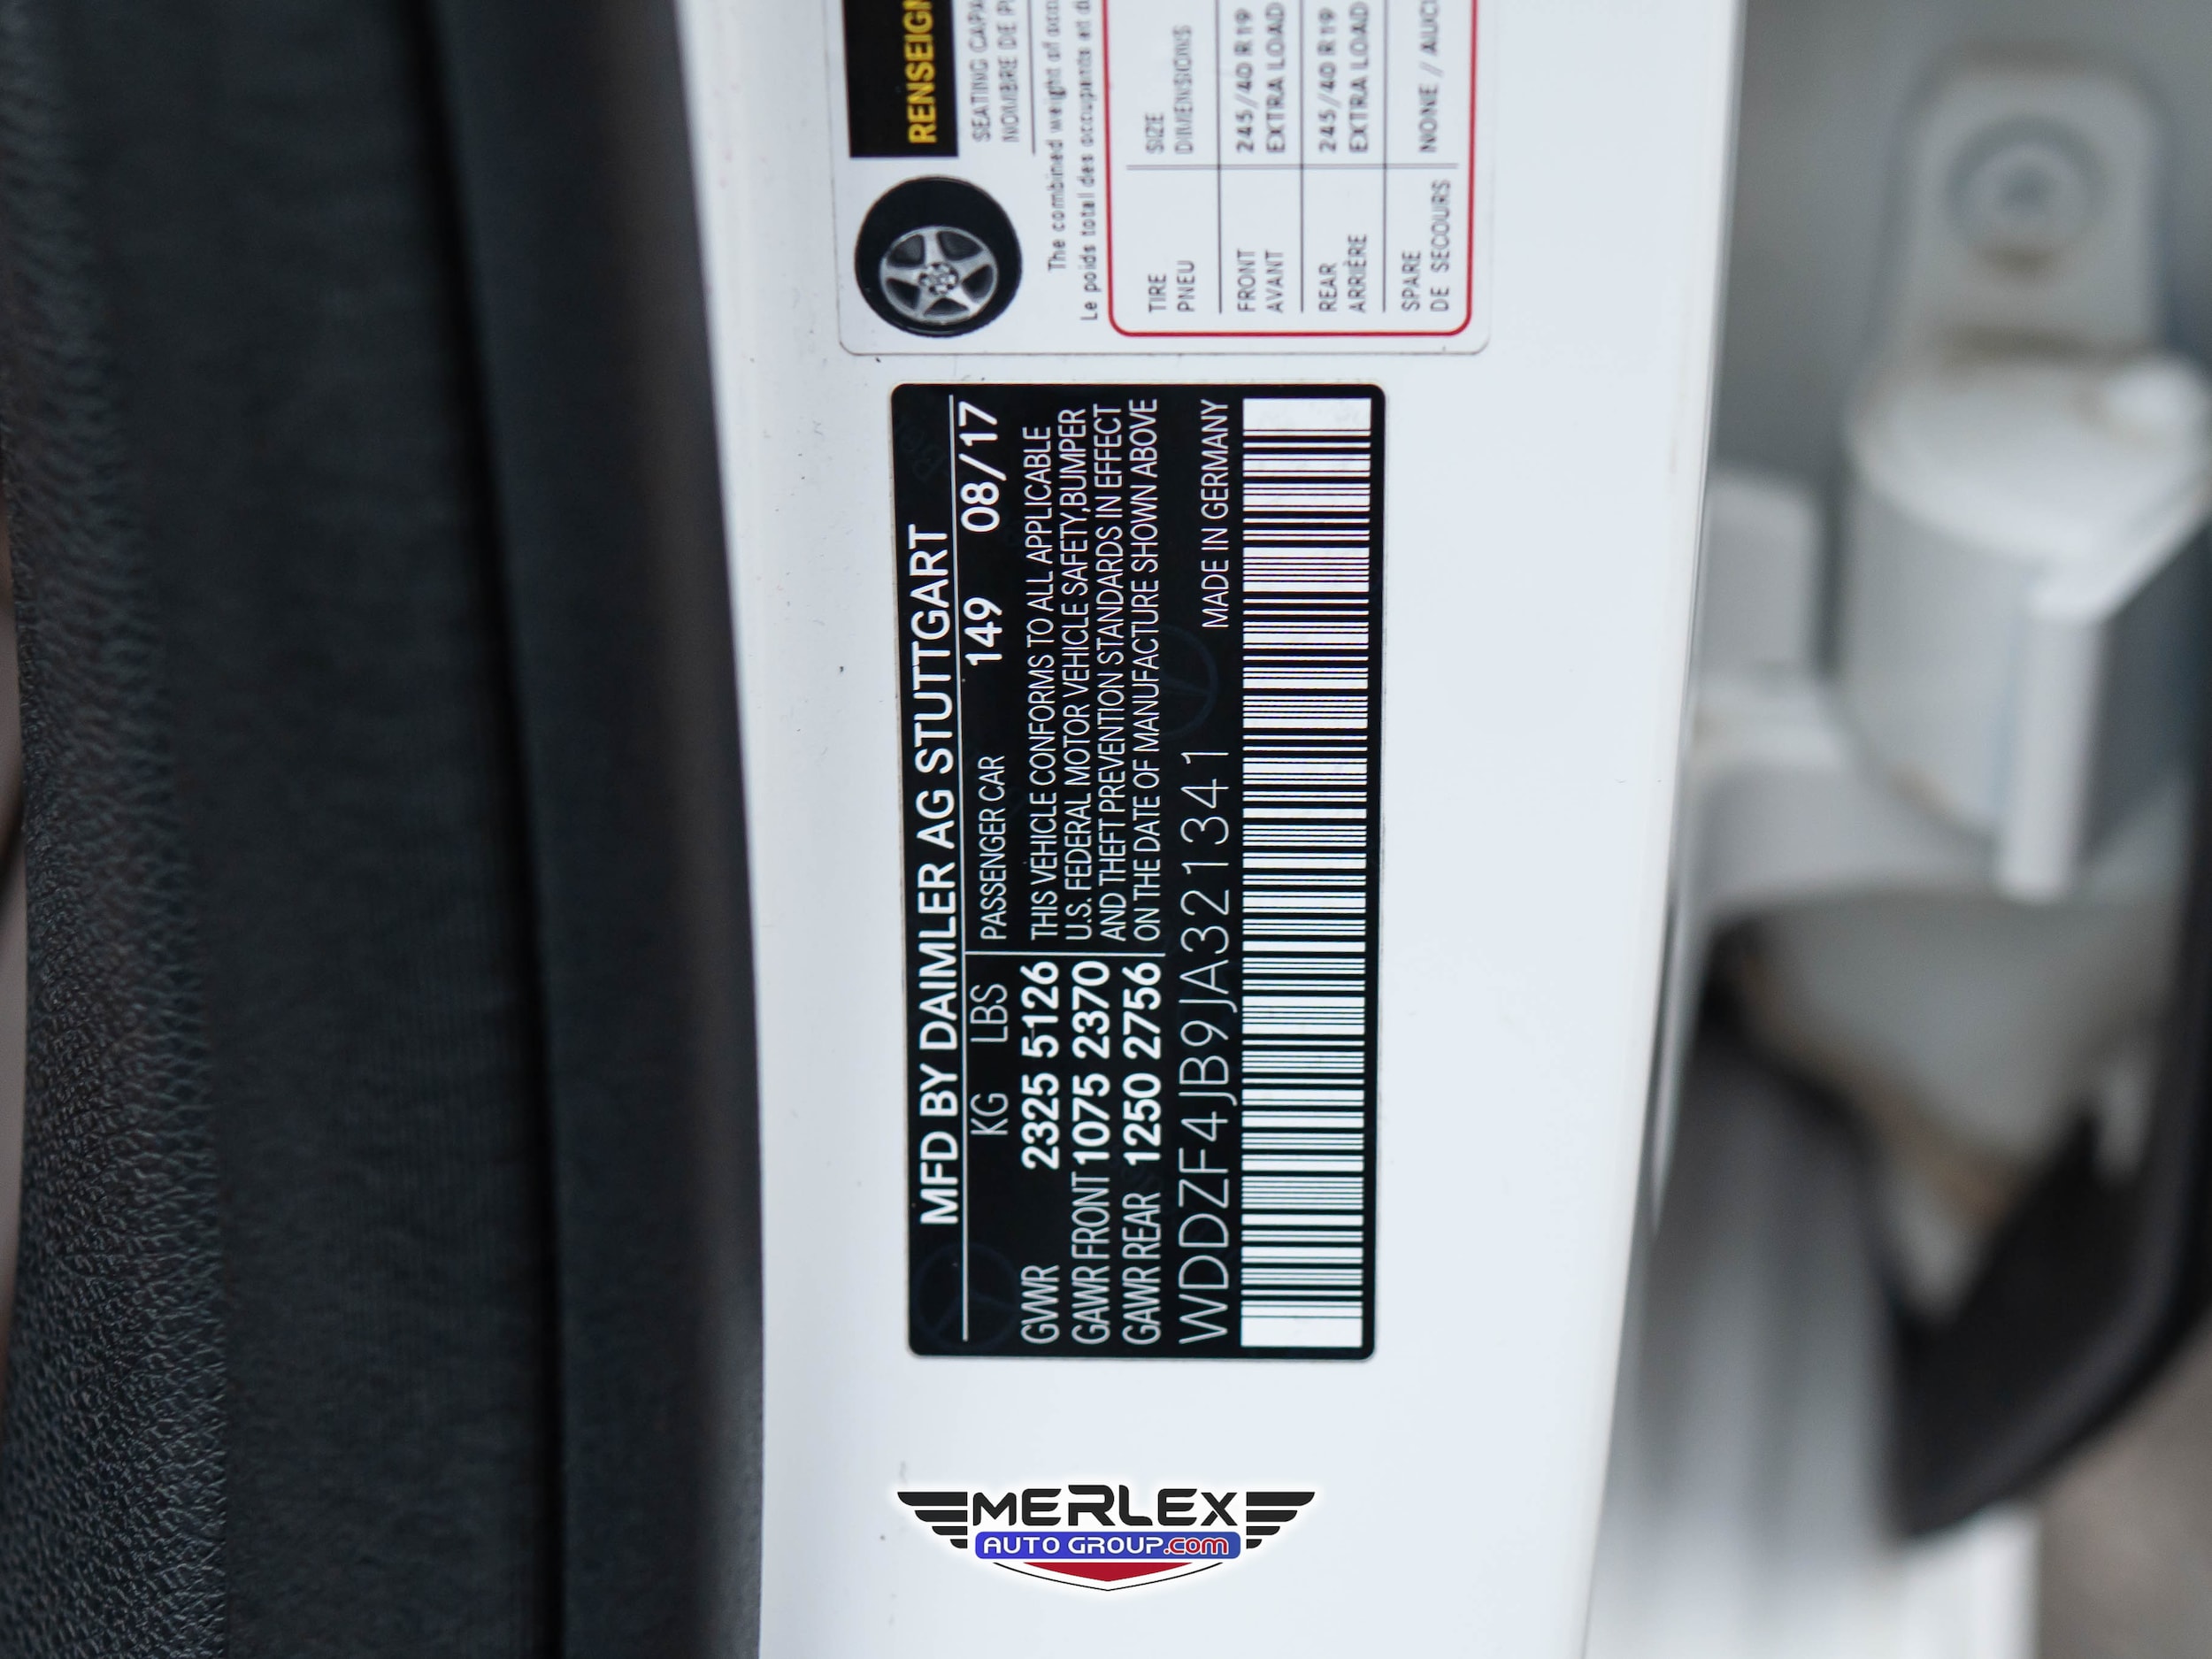 RENSEIGN
SEATING CAPA
NOMBRE DE P
The combined weight of
Le poids total des occupants et d
TIRE SIZE
PNEU DIMENSIONS
FRONT 245/40 R19
AVANT EXTRA LOAD
REAR 245/40 R19
ARRIÈRE EXTRA LOAD
SPARE
DE SECOURS NONE / AUC
MFD BY DAIMLER AG STUTTGART
KG LBS PASSENGER CAR 149 08/17
GVWR 2325 5126
GAWR FRONT 1075 2370
GAWR REAR 1250 2756
THIS VEHICLE CONFORMS TO ALL APPLICABLE
U.S. FEDERAL MOTOR VEHICLE SAFETY,BUMPER
AND THEFT PREVENTION STANDARDS IN EFFECT
ON THE DATE OF MANUFACTURE SHOWN ABOVE
WDDZF4JB9JA321341 MADE IN GERMANY
MERLEX
AUTO GROUP.com